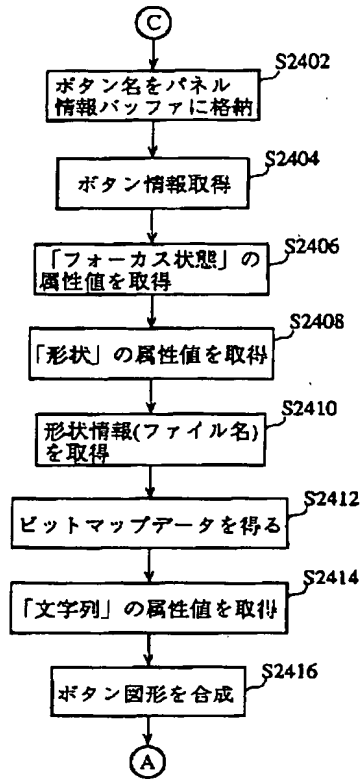 C
S2402
ボタン名をパネル
情報バッファに格納
S2404
ボタン情報取得
S2406
「フォーカス状態」の
属性値を取得
S2408
「形状」の属性値を取得
S2410
形状情報(ファイル名)
を取得
S2412
ビットマップデータを得る
S2414
「文字列」の属性値を取得
S2416
ボタン図形を合成
A